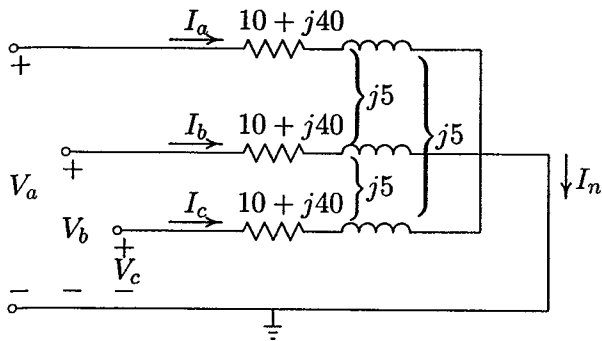 I_a 10 + j40
+
j5
I_b 10 + j40
j5
+
V_a
j5
I_n
I_c 10 + j40
V_b
+
V_c
− − −